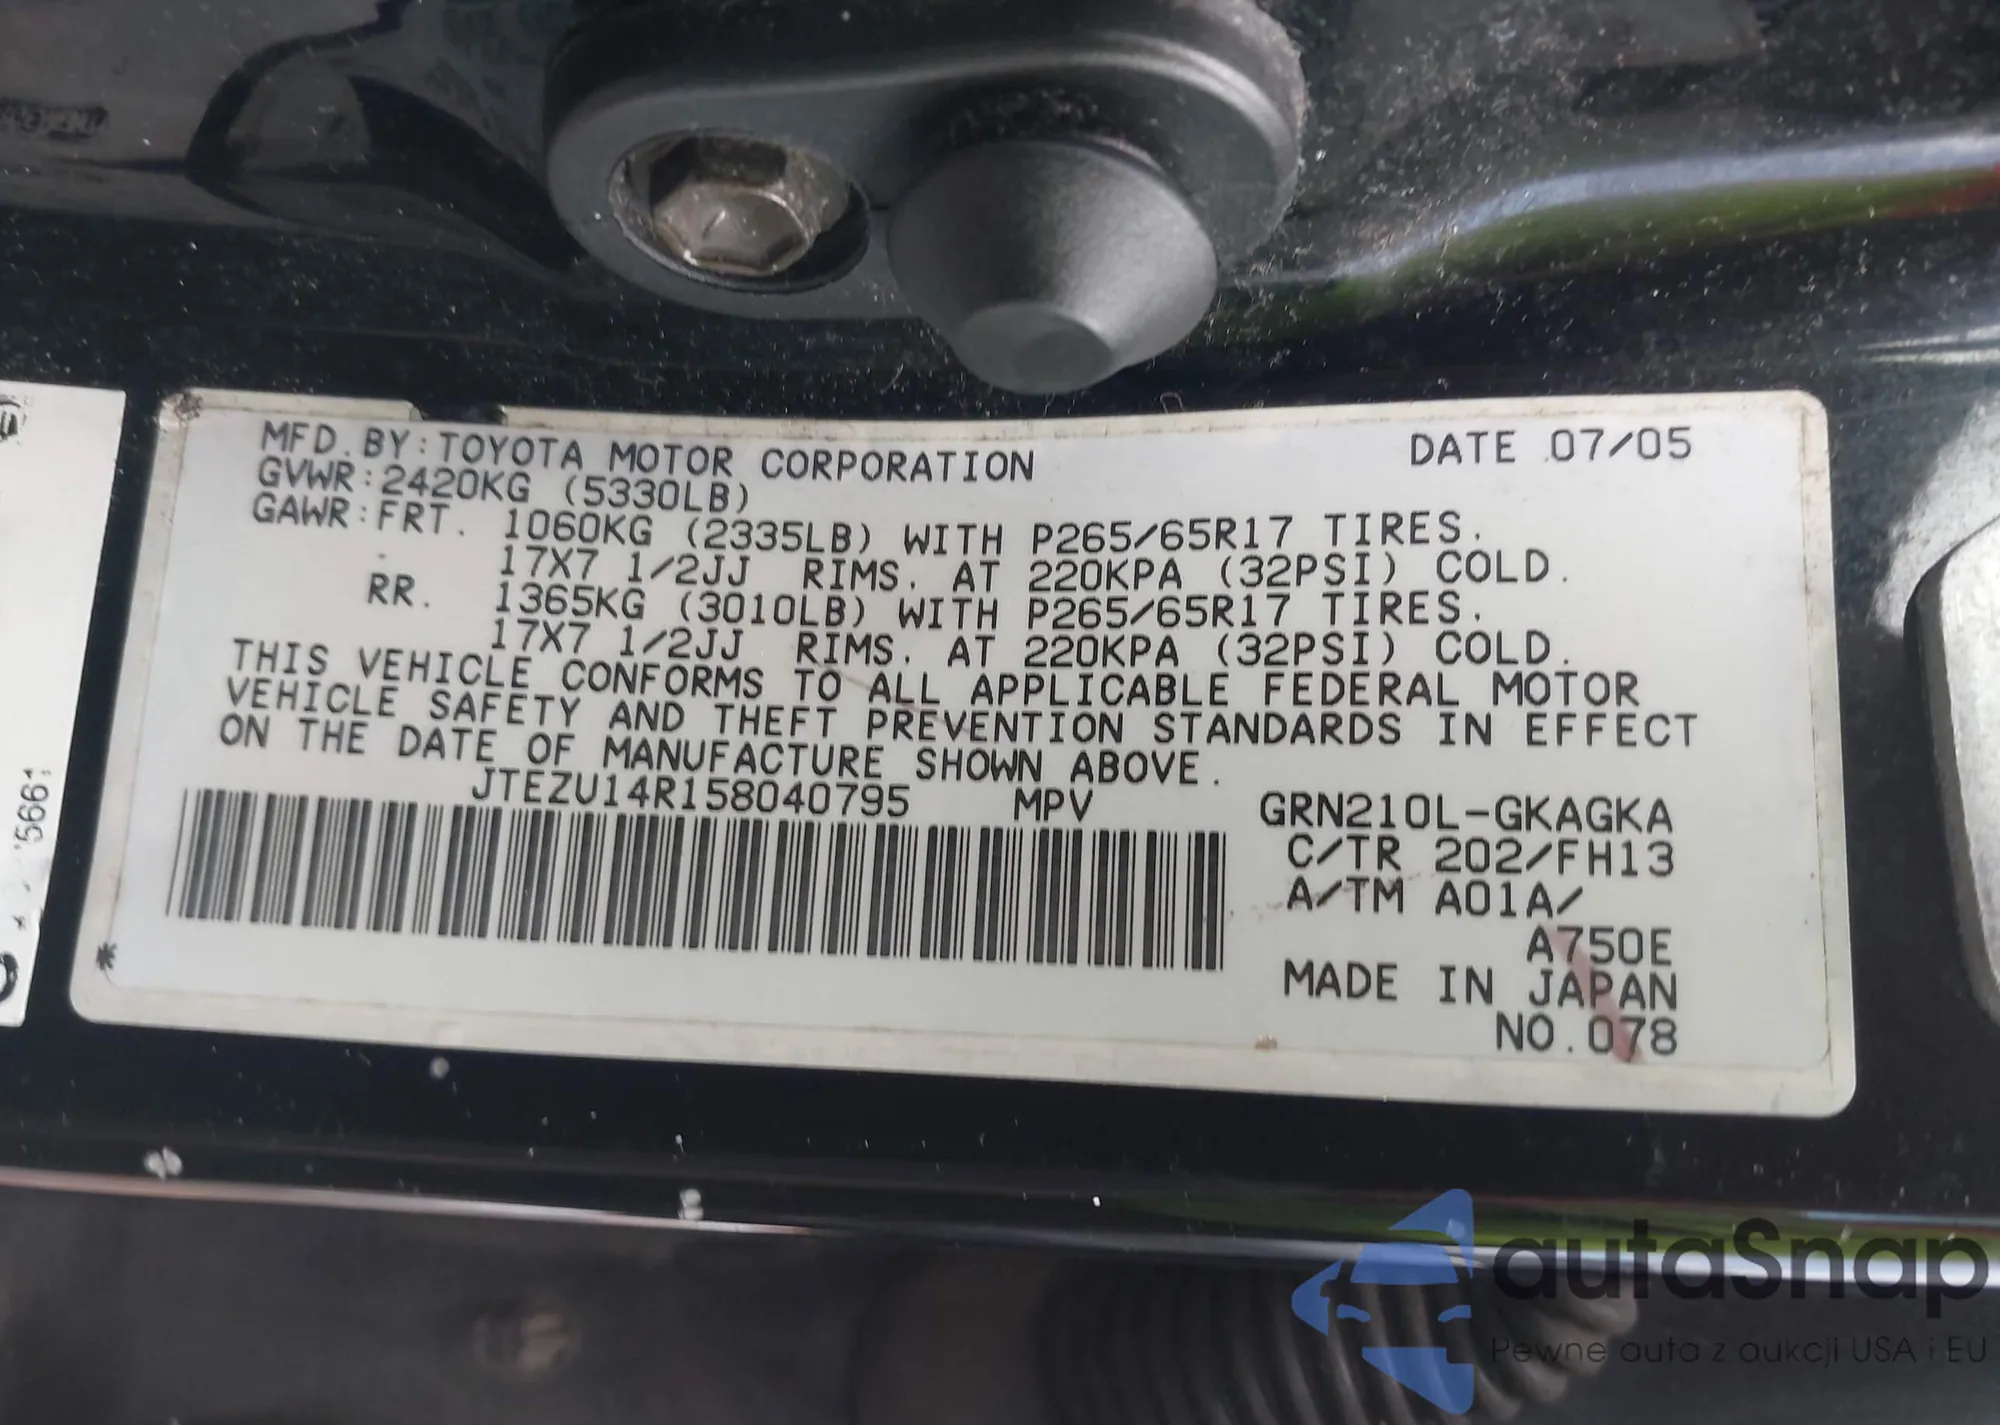 MFD. BY: TOYOTA MOTOR CORPORATION DATE 07/05
GVWR: 2420KG (5330LB)
GAWR: FRT. 1060KG (2335LB) WITH P265/65R17 TIRES.
17X7 1/2JJ RIMS. AT 220KPA (32PSI) COLD.
RR. 1365KG (3010LB) WITH P265/65R17 TIRES.
17X7 1/2JJ RIMS. AT 220KPA (32PSI) COLD.
THIS VEHICLE CONFORMS TO ALL APPLICABLE FEDERAL MOTOR
VEHICLE SAFETY AND THEFT PREVENTION STANDARDS IN EFFECT
ON THE DATE OF MANUFACTURE SHOWN ABOVE.
JTEZU14R158040795 MPV GRN210L-GKAGKA
C/TR 202/FH13
A/TM A01A/
A750E
MADE IN JAPAN
NO.078
*
autaSnap
Pewne auta z aukcji USA i EU